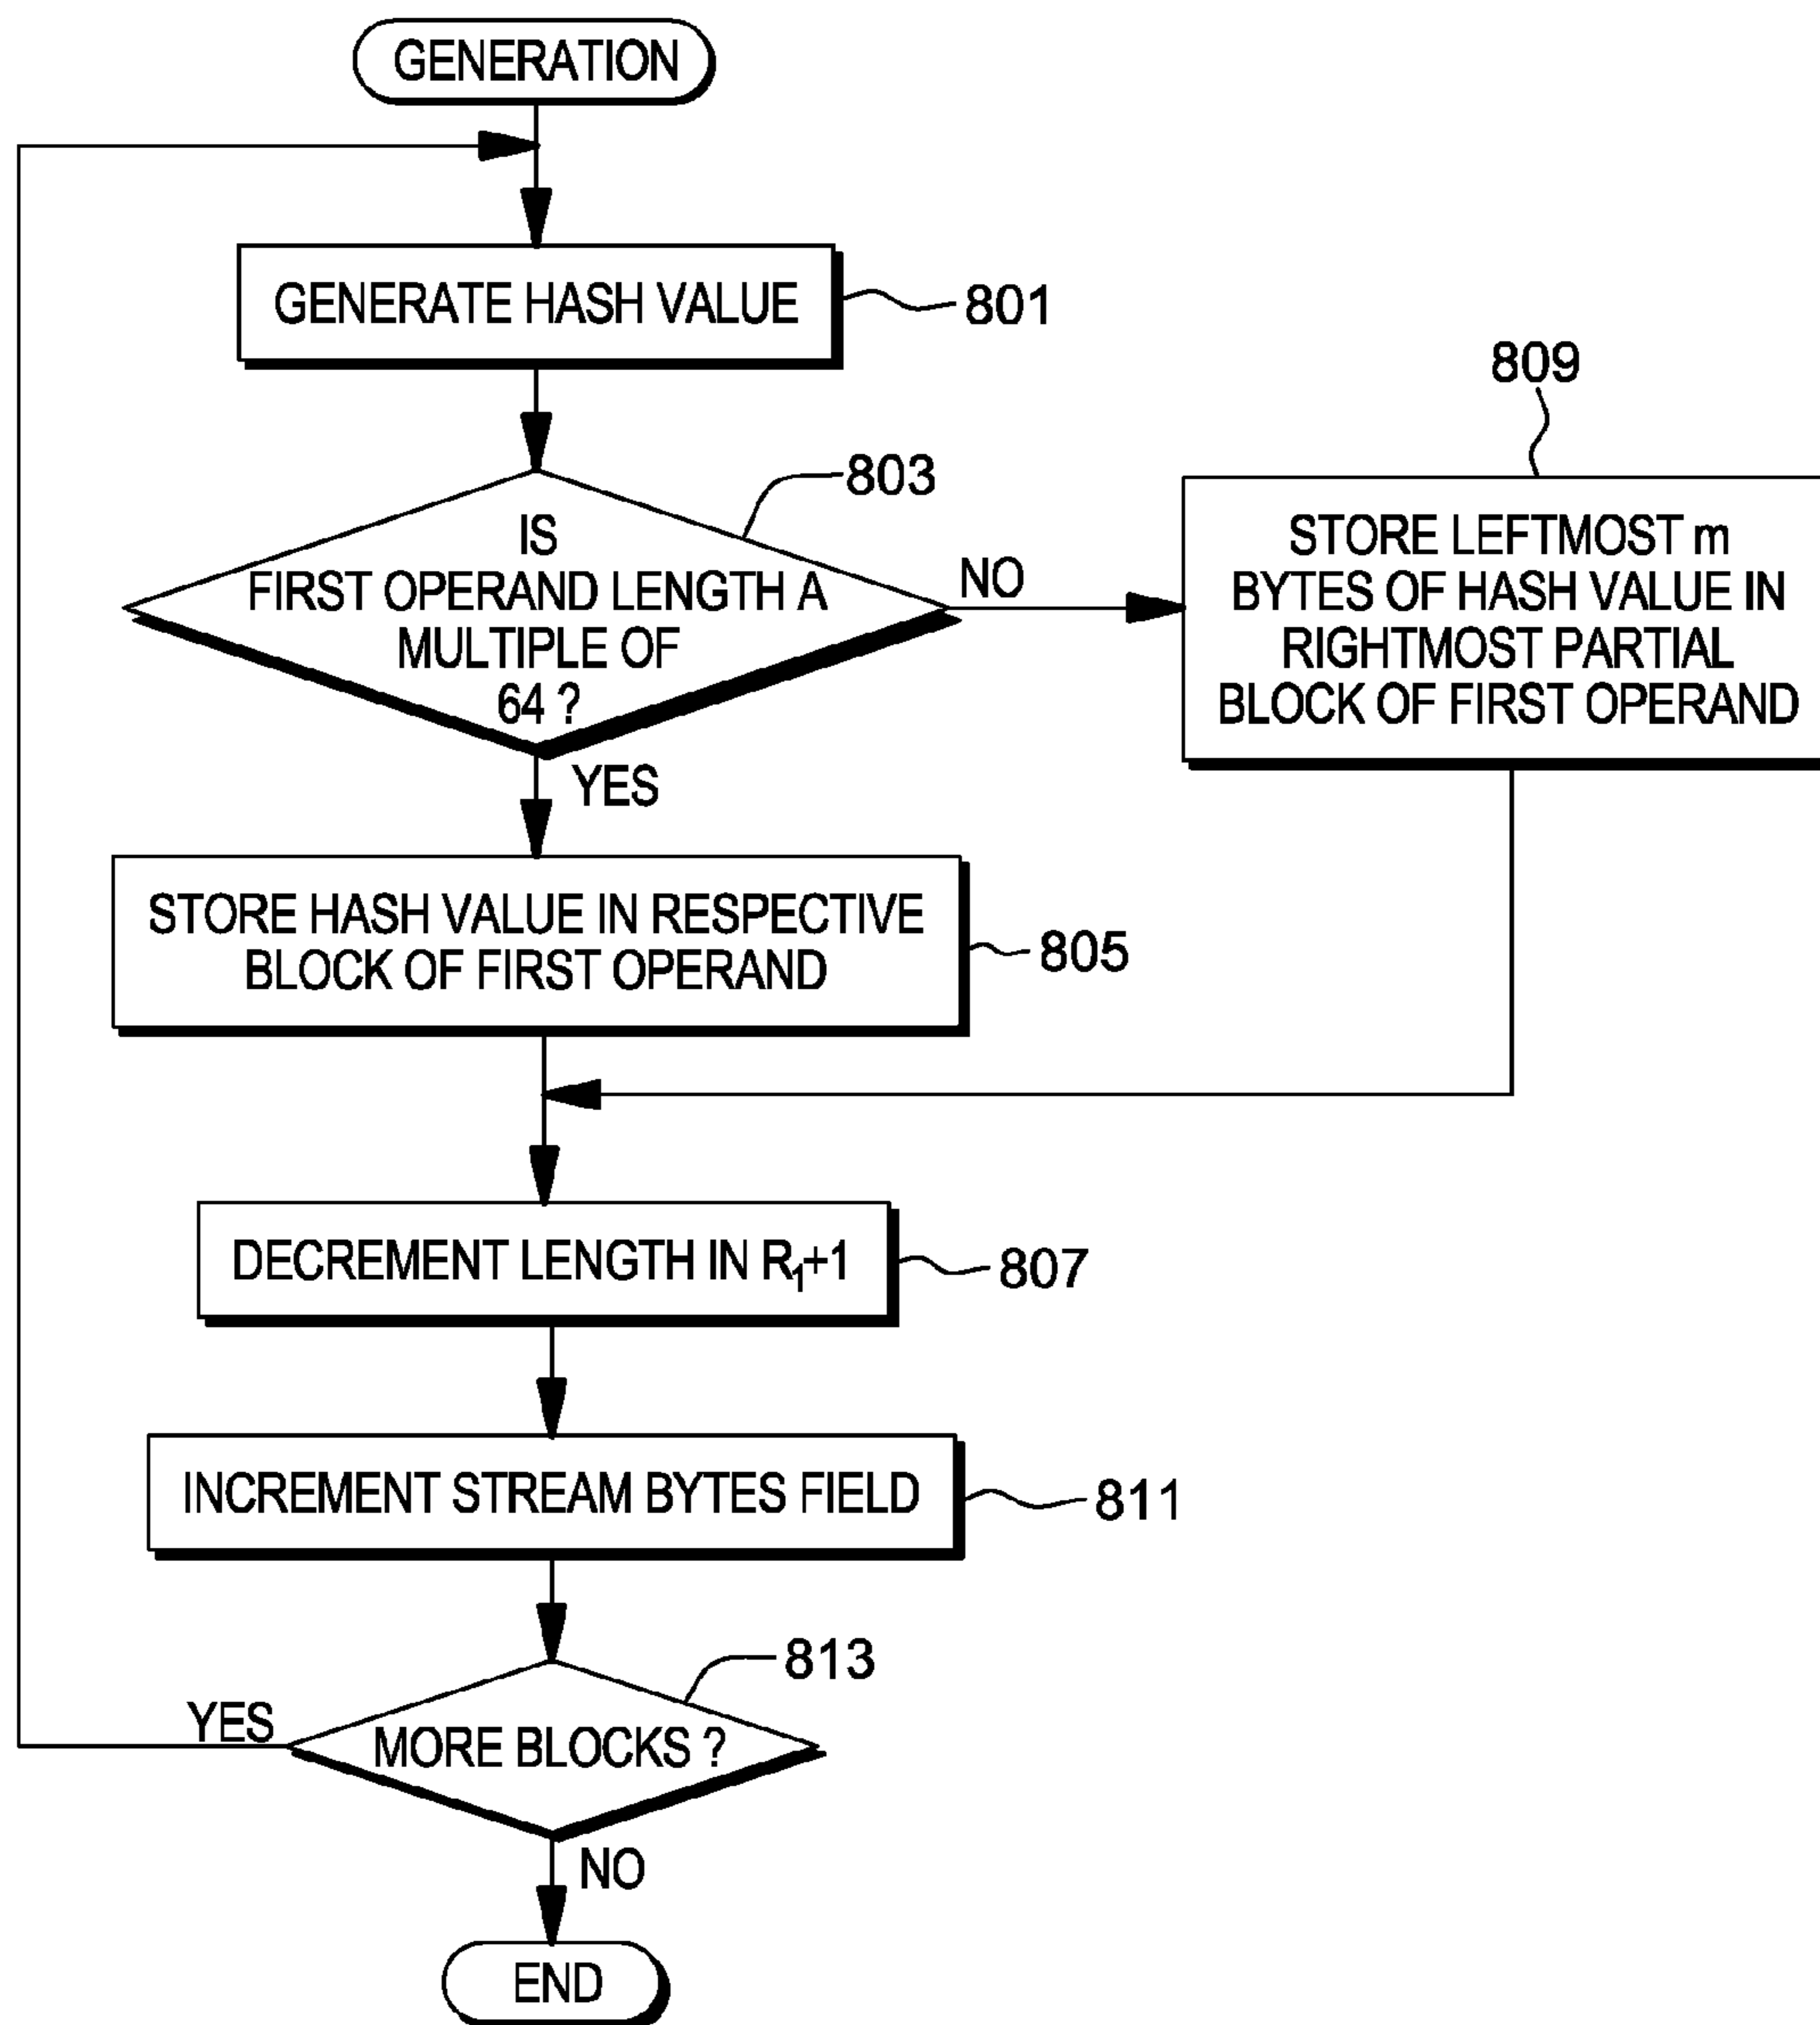 GENERATION
GENERATE HASH VALUE
801
IS
FIRST OPERAND LENGTH A
MULTIPLE OF
64 ?
803
NO
YES
809
STORE LEFTMOST m
BYTES OF HASH VALUE IN
RIGHTMOST PARTIAL
BLOCK OF FIRST OPERAND
STORE HASH VALUE IN RESPECTIVE
BLOCK OF FIRST OPERAND
805
DECREMENT LENGTH IN R₁+1
807
INCREMENT STREAM BYTES FIELD
811
813
YES
MORE BLOCKS ?
NO
END